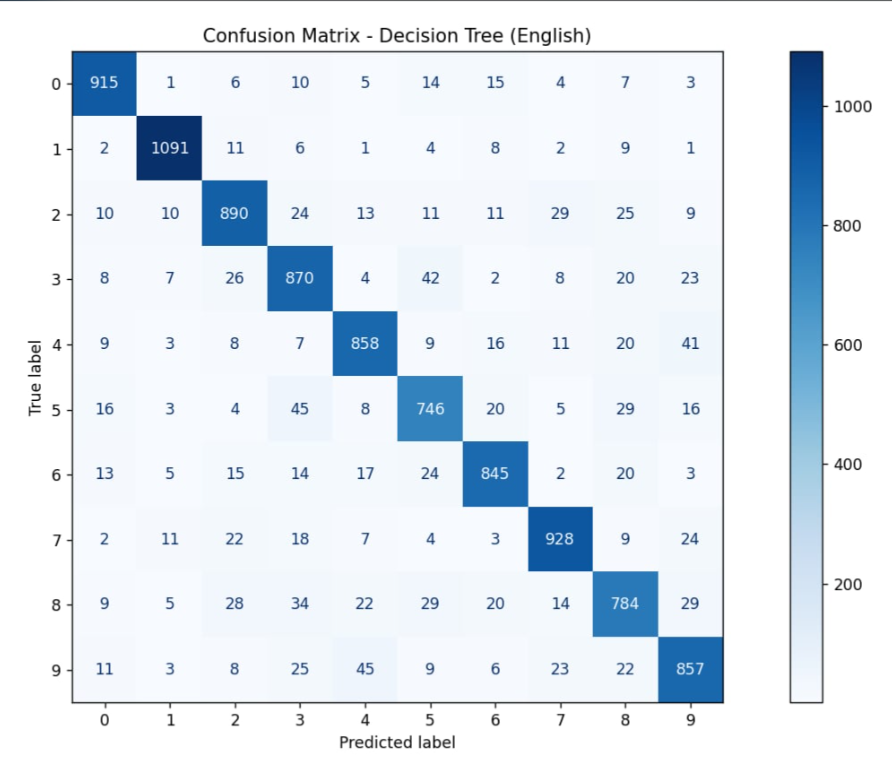 Confusion Matrix - Decision Tree (English)
0 915 1 6 10 5 14 15 4 7 3
1 2 1091 11 6 1 4 8 2 9 1
2 10 10 890 24 13 11 11 29 25 9
3 8 7 26 870 4 42 2 8 20 23
4 9 3 8 7 858 9 16 11 20 41
5 16 3 4 45 8 746 20 5 29 16
6 13 5 15 14 17 24 845 2 20 3
7 2 11 22 18 7 4 3 928 9 24
8 9 5 28 34 22 29 20 14 784 29
9 11 3 8 25 45 9 6 23 22 857
0 1 2 3 4 5 6 7 8 9
True label
Predicted label
1000
800
600
400
200